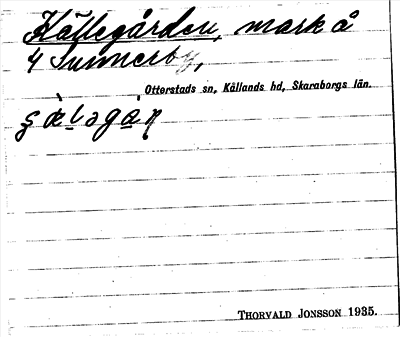 Källegården, mark å
4 Sunnerby,
Otterstads sn, Kållands hd, Skaraborgs län.
THORVALD JONSSON 1935.